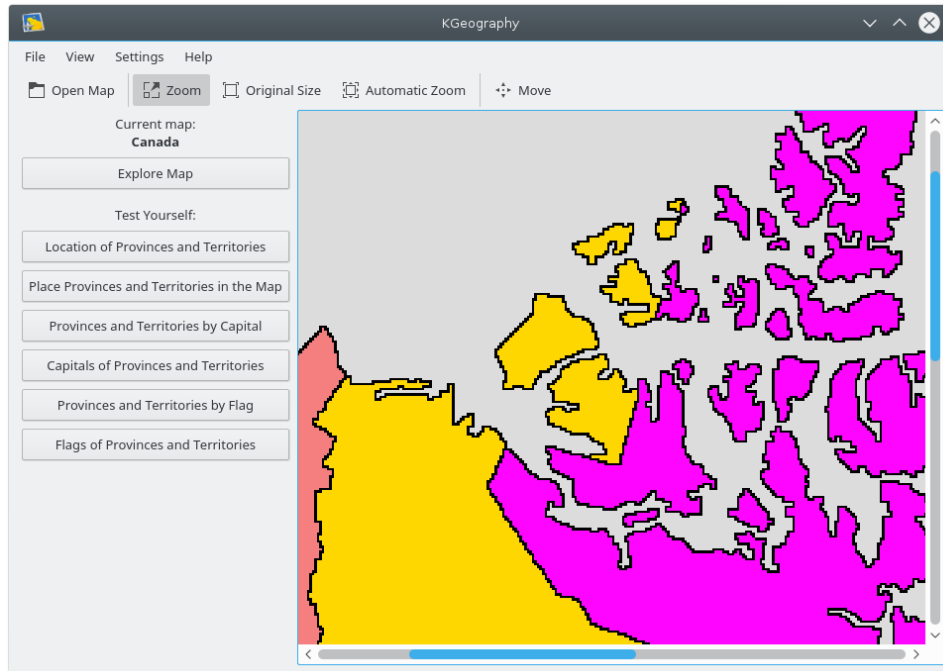 KGeography
File View Settings Help
Open Map Zoom Original Size Automatic Zoom Move
Current map:
Canada
Explore Map
Test Yourself:
Location of Provinces and Territories
Place Provinces and Territories in the Map
Provinces and Territories by Capital
Capitals of Provinces and Territories
Provinces and Territories by Flag
Flags of Provinces and Territories